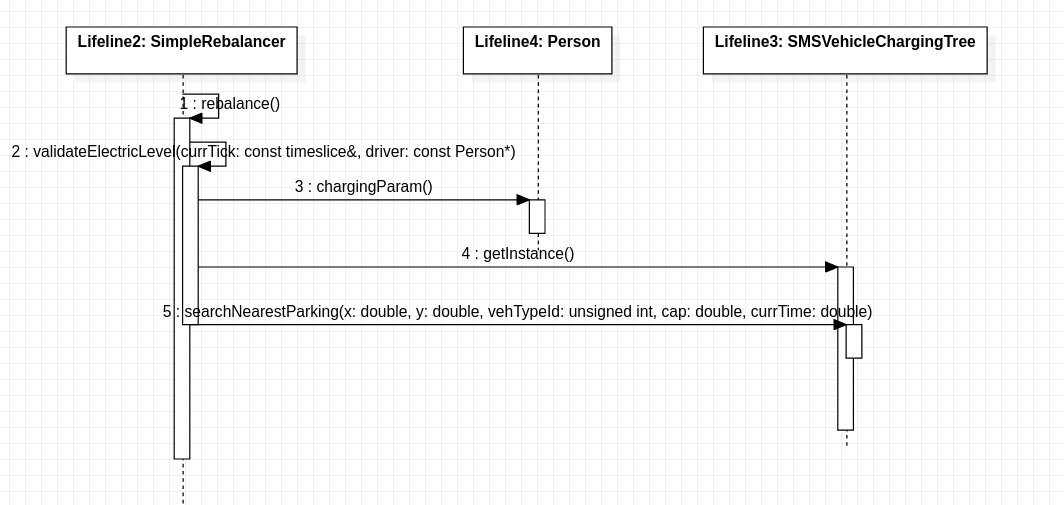 Lifeline2: SimpleRebalancer
Lifeline4: Person
Lifeline3: SMSVehicleChargingTree
1 : rebalance()
2 : validateElectricLevel(currTick: const timeslice&, driver: const Person*)
3 : chargingParam()
4 : getInstance()
5 : searchNearestParking(x: double, y: double, vehTypeId: unsigned int, cap: double, currTime: double)